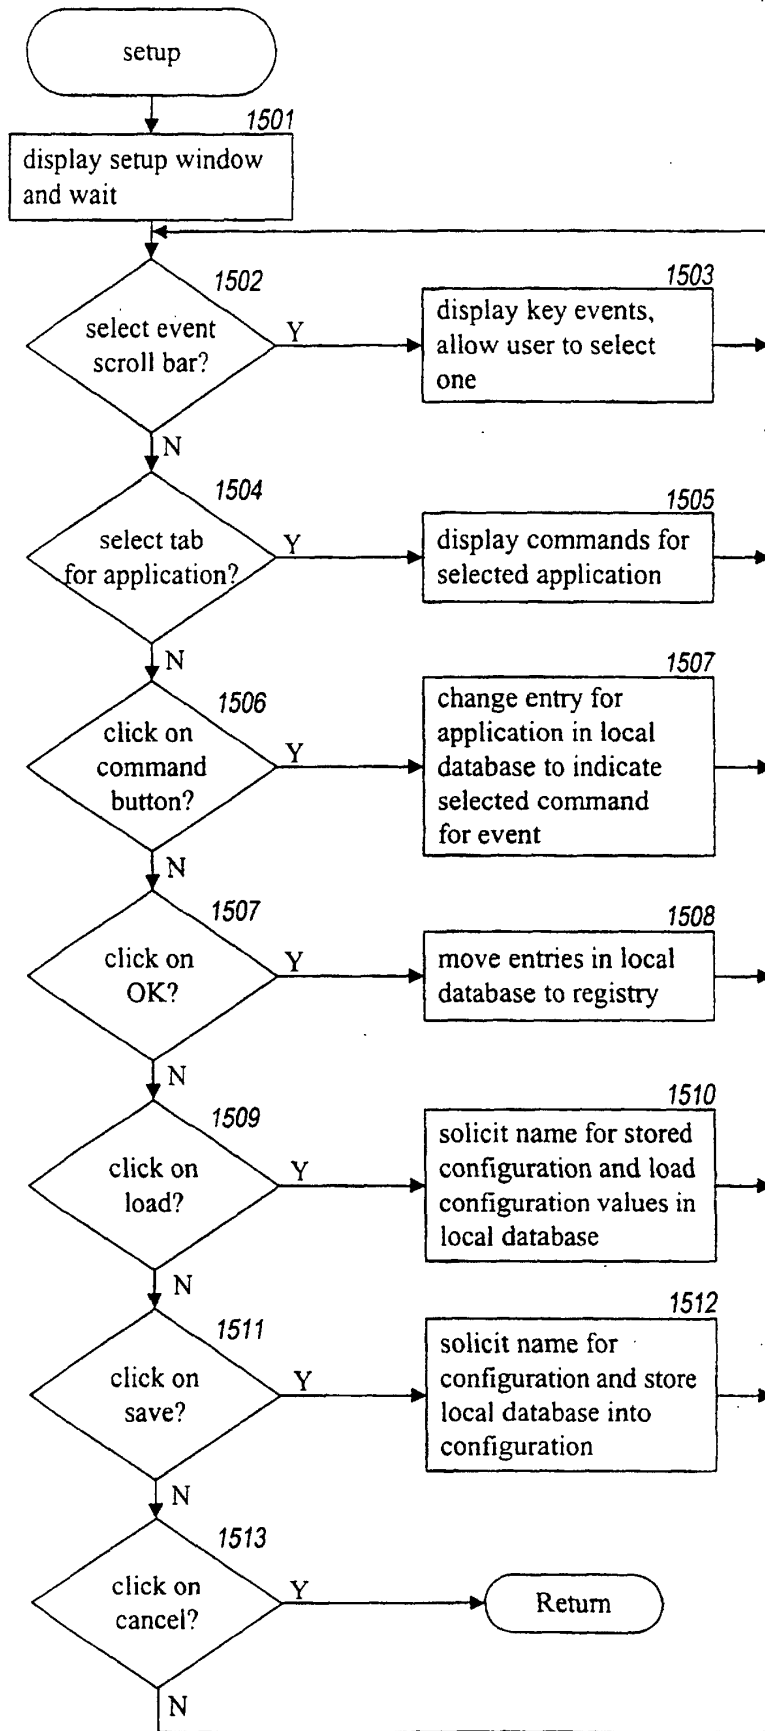 setup
1501
display setup window
and wait
1502
select event
scroll bar?
Y
N
1503
display key events,
allow user to select
one
1504
select tab
for application?
Y
N
1505
display commands for
selected application
1506
click on
command
button?
Y
N
1507
change entry for
application in local
database to indicate
selected command
for event
1507
click on
OK?
Y
N
1508
move entries in local
database to registry
1509
click on
load?
Y
N
1510
solicit name for stored
configuration and load
configuration values in
local database
1511
click on
save?
Y
N
1512
solicit name for
configuration and store
local database into
configuration
1513
click on
cancel?
Y
N
Return